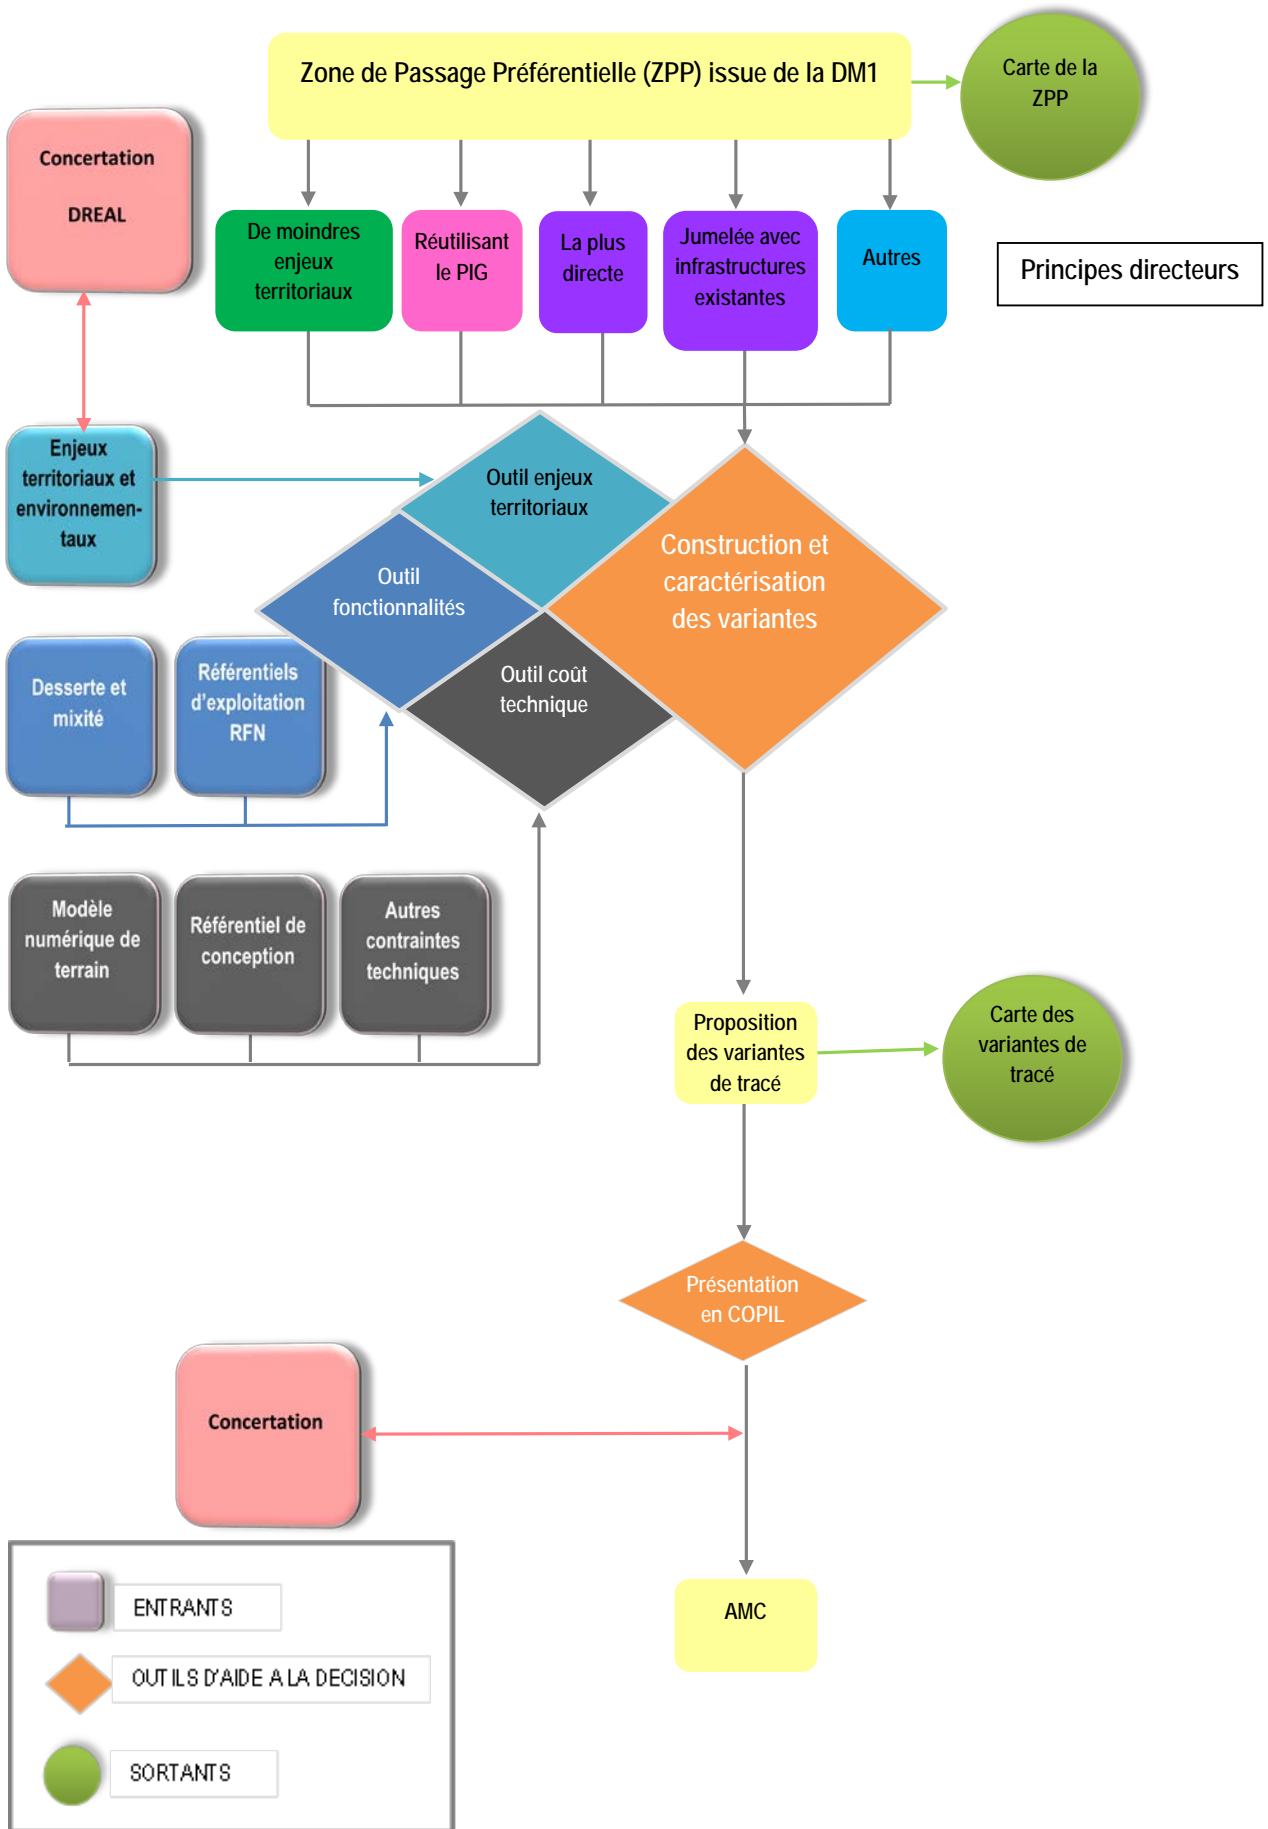 Zone de Passage Préférentielle (ZPP) issue de la DM1
Carte de la
ZPP
Concertation
DREAL
De moindres
enjeux
territoriaux
Réutilisant
le PIG
La plus
directe
Jumelée avec
infrastructures
existantes
Autres
Principes directeurs
Enjeux
territoriaux et
environnemen-
taux
Outil enjeux
territoriaux
Construction et
caractérisation
des variantes
Outil
fonctionnalités
Outil coût
technique
Desserte et
mixité
Référentiels
d'exploitation
RFN
Modèle
numérique de
terrain
Référentiel de
conception
Autres
contraintes
techniques
Proposition
des variantes
de tracé
Carte des
variantes de
tracé
Présentation
en COPIL
Concertation
AMC
ENTRANTS
OUTILS D'AIDE A LA DECISION
SORTANTS